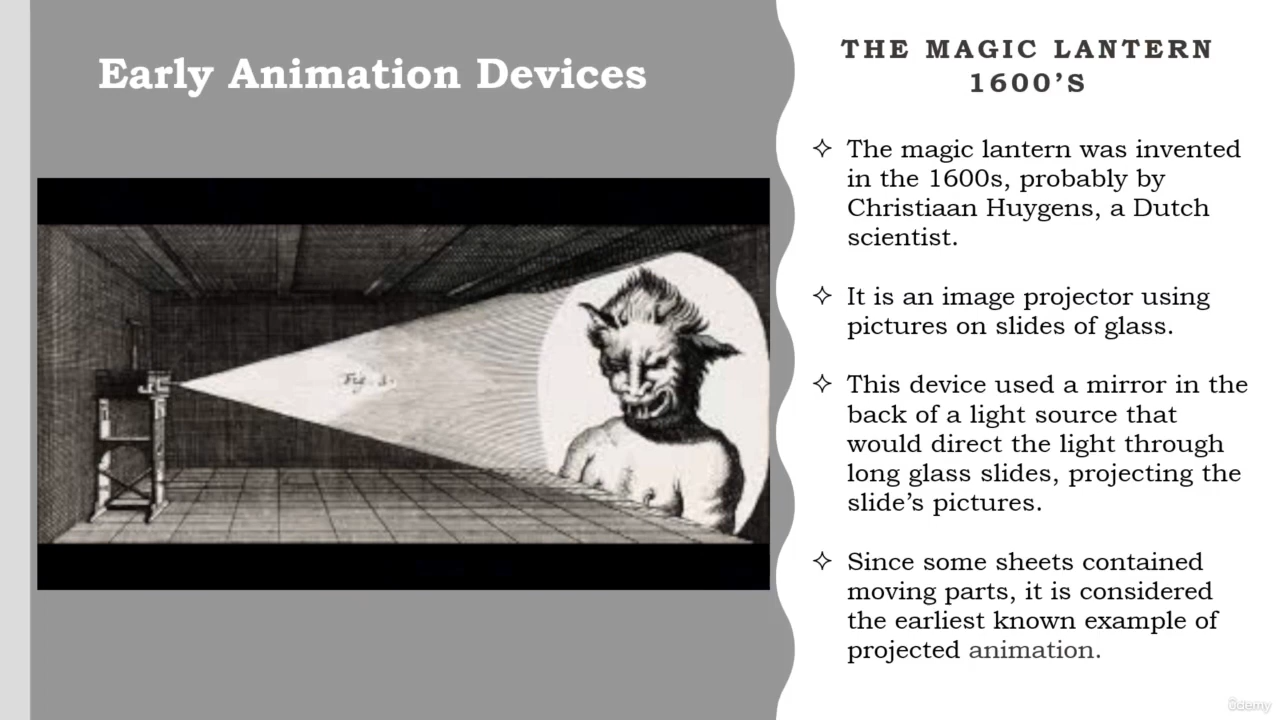 Early Animation Devices
THE MAGIC LANTERN
1600’S
✧ The magic lantern was invented
in the 1600s, probably by
Christiaan Huygens, a Dutch
scientist.
✧ It is an image projector using
pictures on slides of glass.
✧ This device used a mirror in the
back of a light source that
would direct the light through
long glass slides, projecting the
slide’s pictures.
✧ Since some sheets contained
moving parts, it is considered
the earliest known example of
projected animation.
Fig.
ûdemy